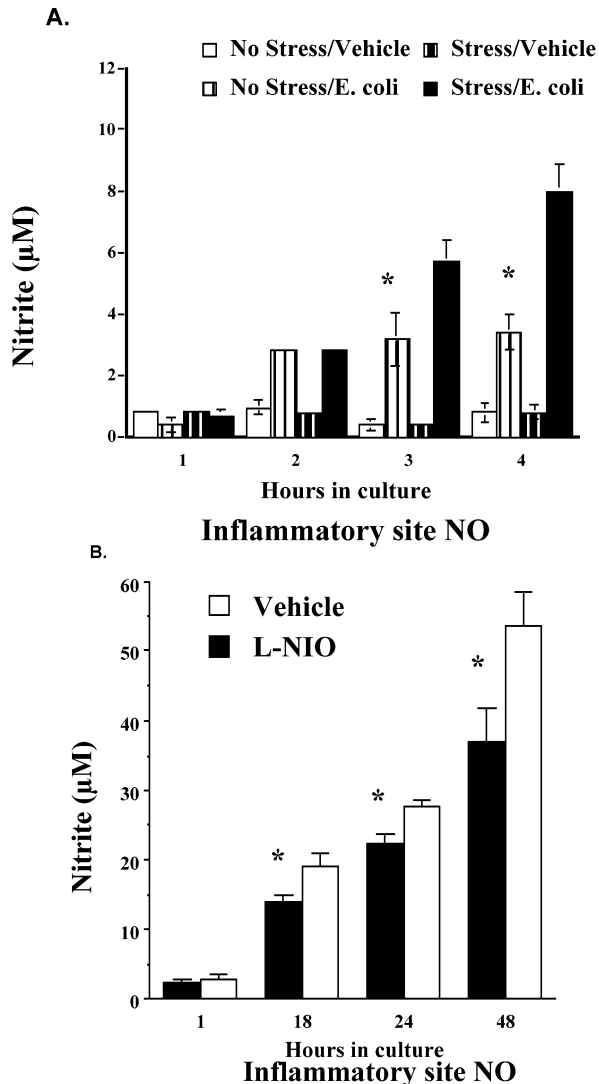 A.
No Stress/Vehicle Stress/Vehicle
No Stress/E. coli Stress/E. coli
12
10
8
6
4
2
0
Nitrite (µM)
*
*
1 2 3 4
Hours in culture
Inflammatory site NO
B.
60
50
40
30
20
10
0
Nitrite (µM)
Vehicle
L-NIO
*
*
*
1 18 24 48
Hours in culture
Inflammatory site NO